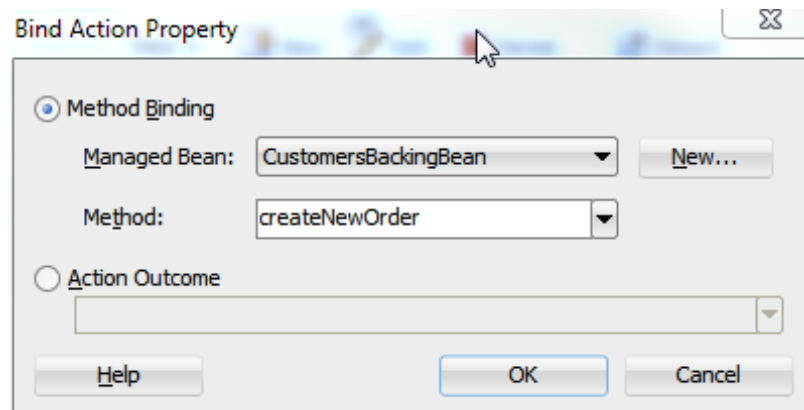 Bind Action Property
Method Binding
Managed Bean: CustomersBackingBean New...
Method: createNewOrder
Action Outcome
Help OK Cancel